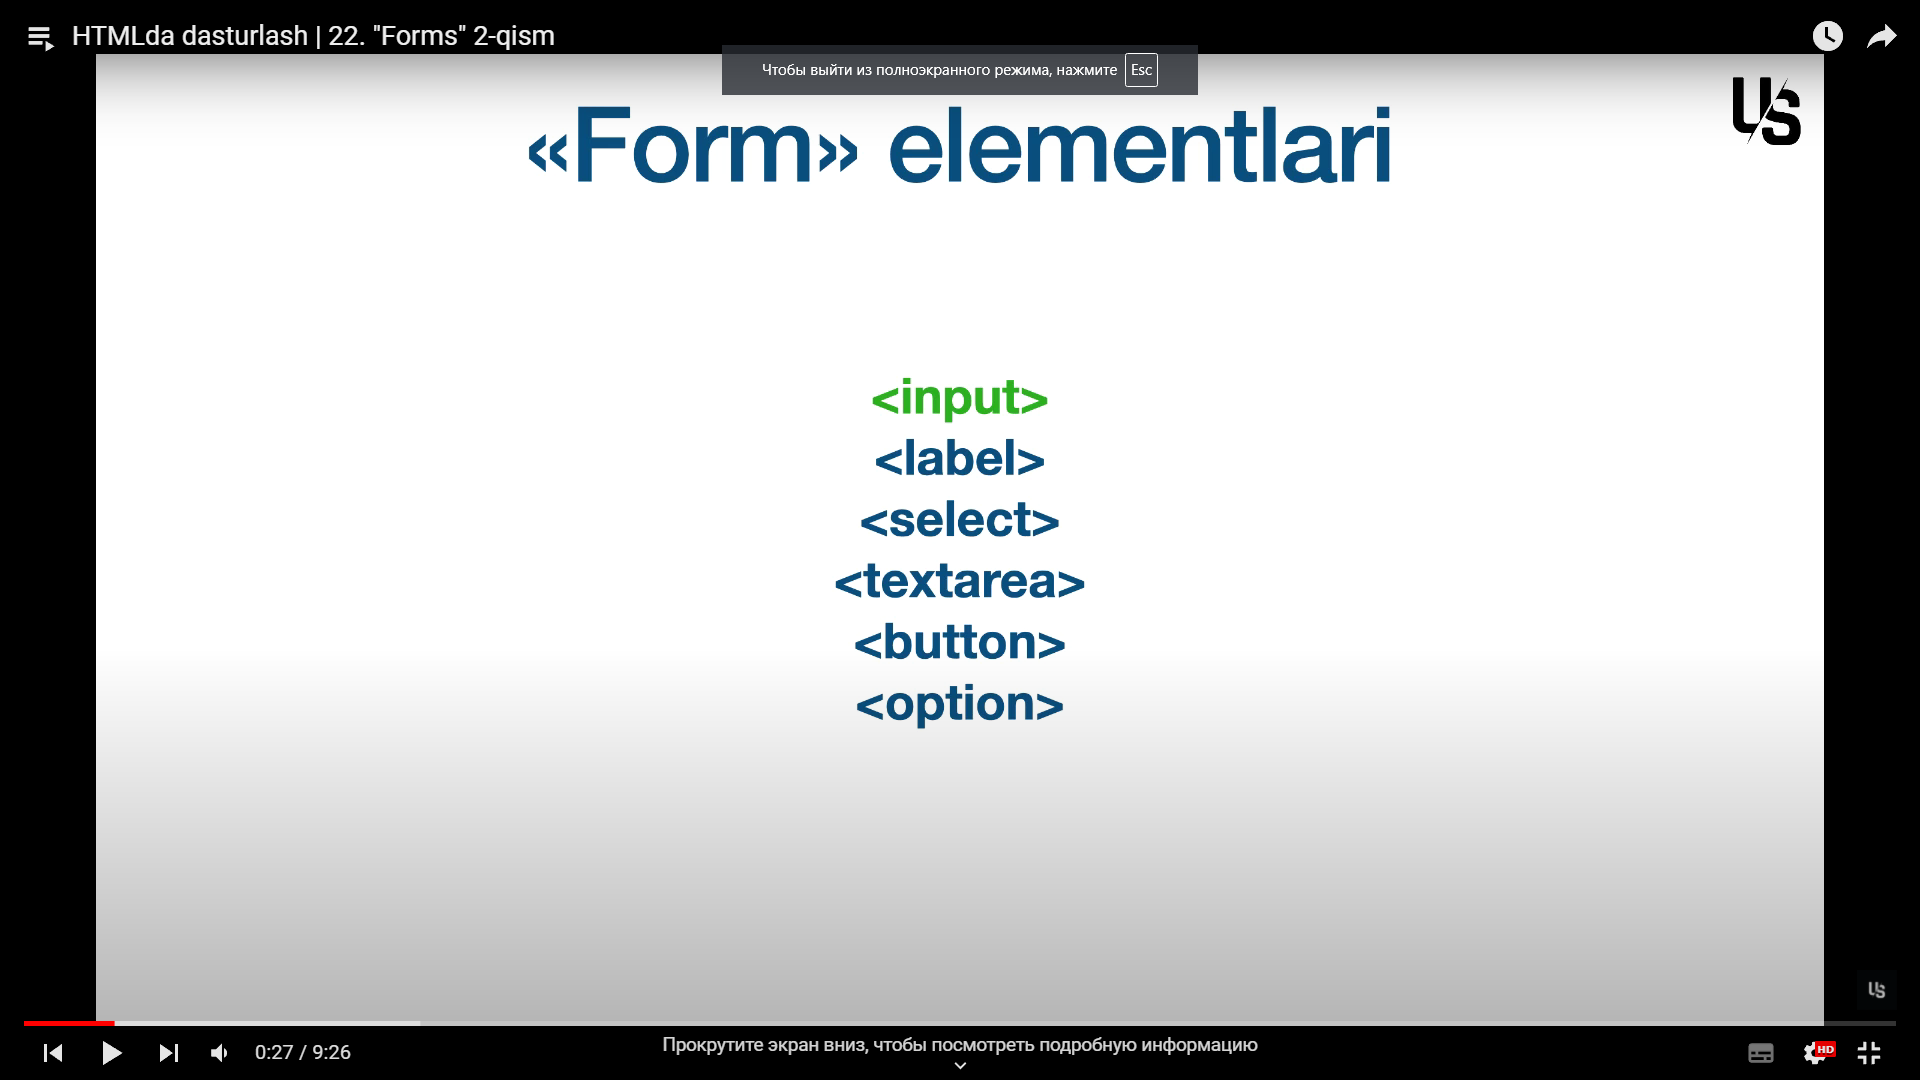 HTMLda dasturlash | 22. "Forms" 2-qism
Чтобы выйти из полноэкранного режима, нажмите Esc
US
«Form» elementlari
<input>
<label>
<select>
<textarea>
<button>
<option>
US
0:27 / 9:26
Прокрутите экран вниз, чтобы посмотреть подробную информацию
HD